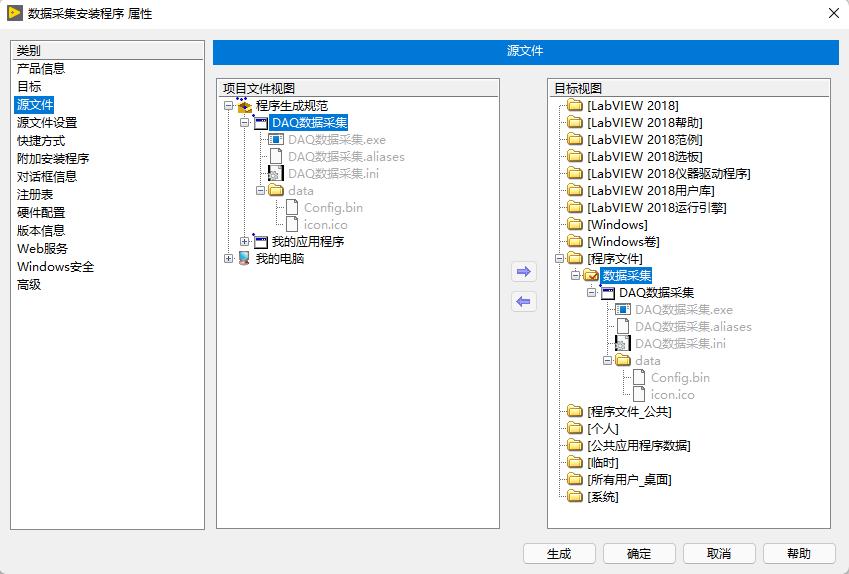 数据采集安装程序 属性
类别
产品信息
目标
源文件
源文件设置
快捷方式
附加安装程序
对话框信息
注册表
硬件配置
版本信息
Web服务
Windows安全
高级
源文件
项目文件视图
程序生成规范
DAQ数据采集
DAQ数据采集.exe
DAQ数据采集.aliases
DAQ数据采集.ini
data
Config.bin
icon.ico
我的应用程序
我的电脑
目标视图
[LabVIEW 2018]
[LabVIEW 2018帮助]
[LabVIEW 2018范例]
[LabVIEW 2018选板]
[LabVIEW 2018仪器驱动程序]
[LabVIEW 2018用户库]
[LabVIEW 2018运行引擎]
[Windows]
[Windows卷]
[程序文件]
数据采集
DAQ数据采集
DAQ数据采集.exe
DAQ数据采集.aliases
DAQ数据采集.ini
data
Config.bin
icon.ico
[程序文件_公共]
[个人]
[公共应用程序数据]
[临时]
[所有用户_桌面]
[系统]
生成
确定
取消
帮助